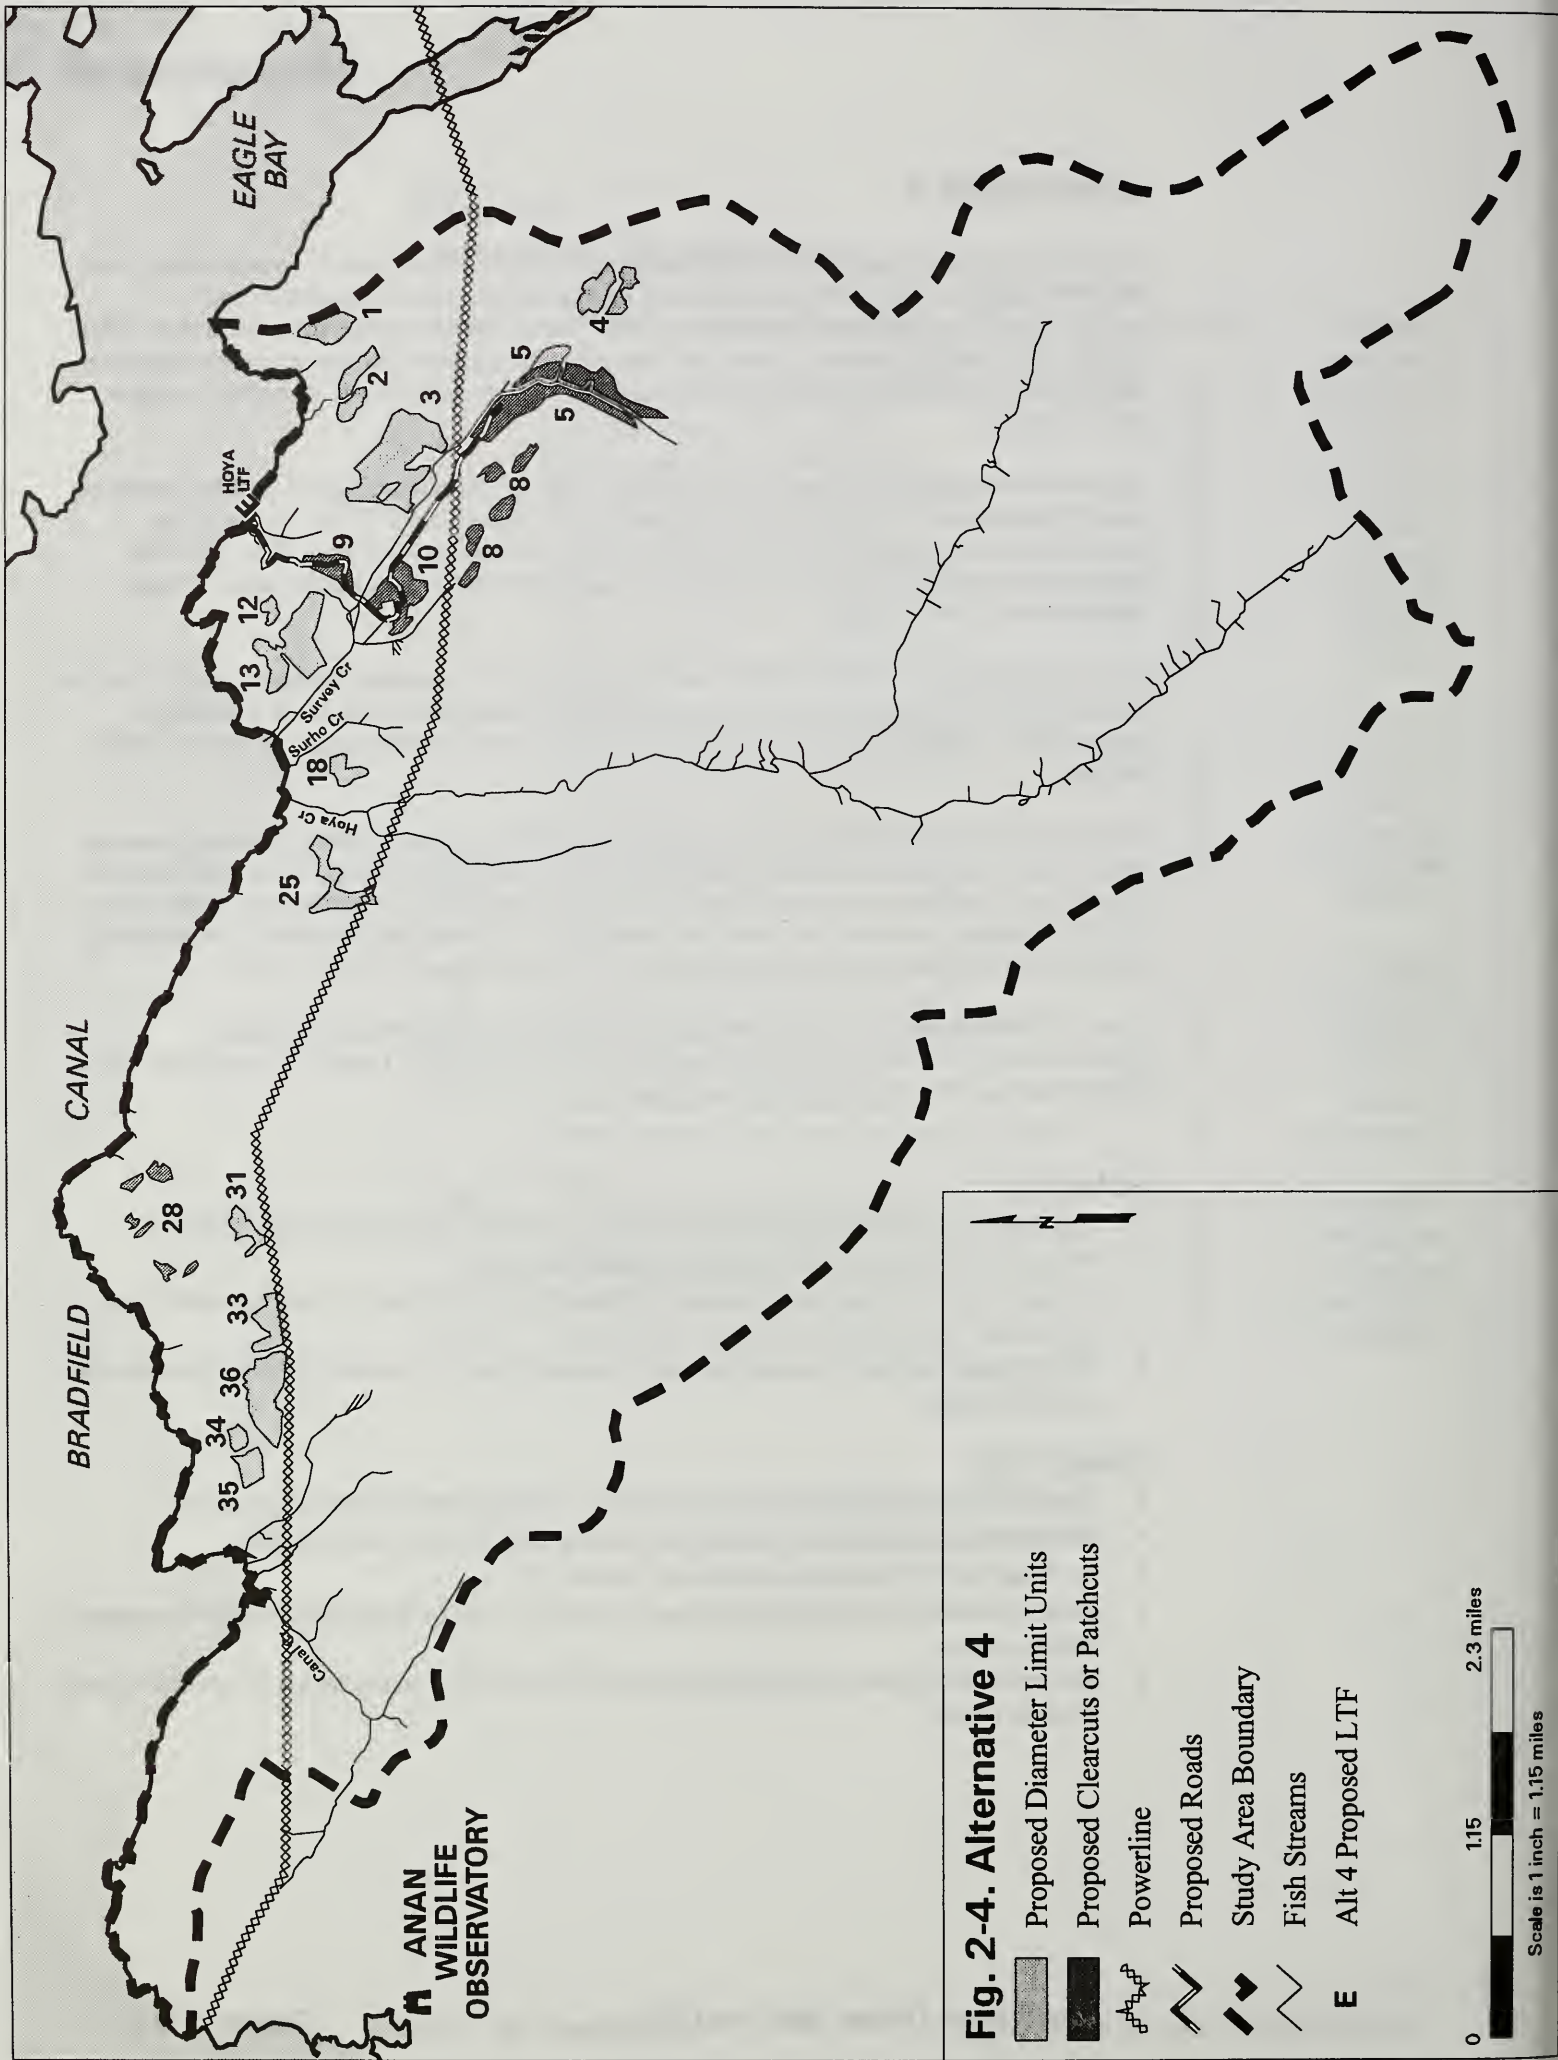 BRADFIELD CANAL
EAGLE
BAY
HOYA
LTF
1
2
3
4
5
5
8
8
9
10
12
13
Survey Cr
Surho Cr
18
Hoya Cr
25
28
31
33
36
34
35
Canal
ANAN
WILDLIFE
OBSERVATORY
Fig. 2-4. Alternative 4
Proposed Diameter Limit Units
Proposed Clearcuts or Patchcuts
Powerline
Proposed Roads
Study Area Boundary
Fish Streams
E Alt 4 Proposed LTF
N
0 1.15 2.3 miles
Scale is 1 inch = 1.15 miles